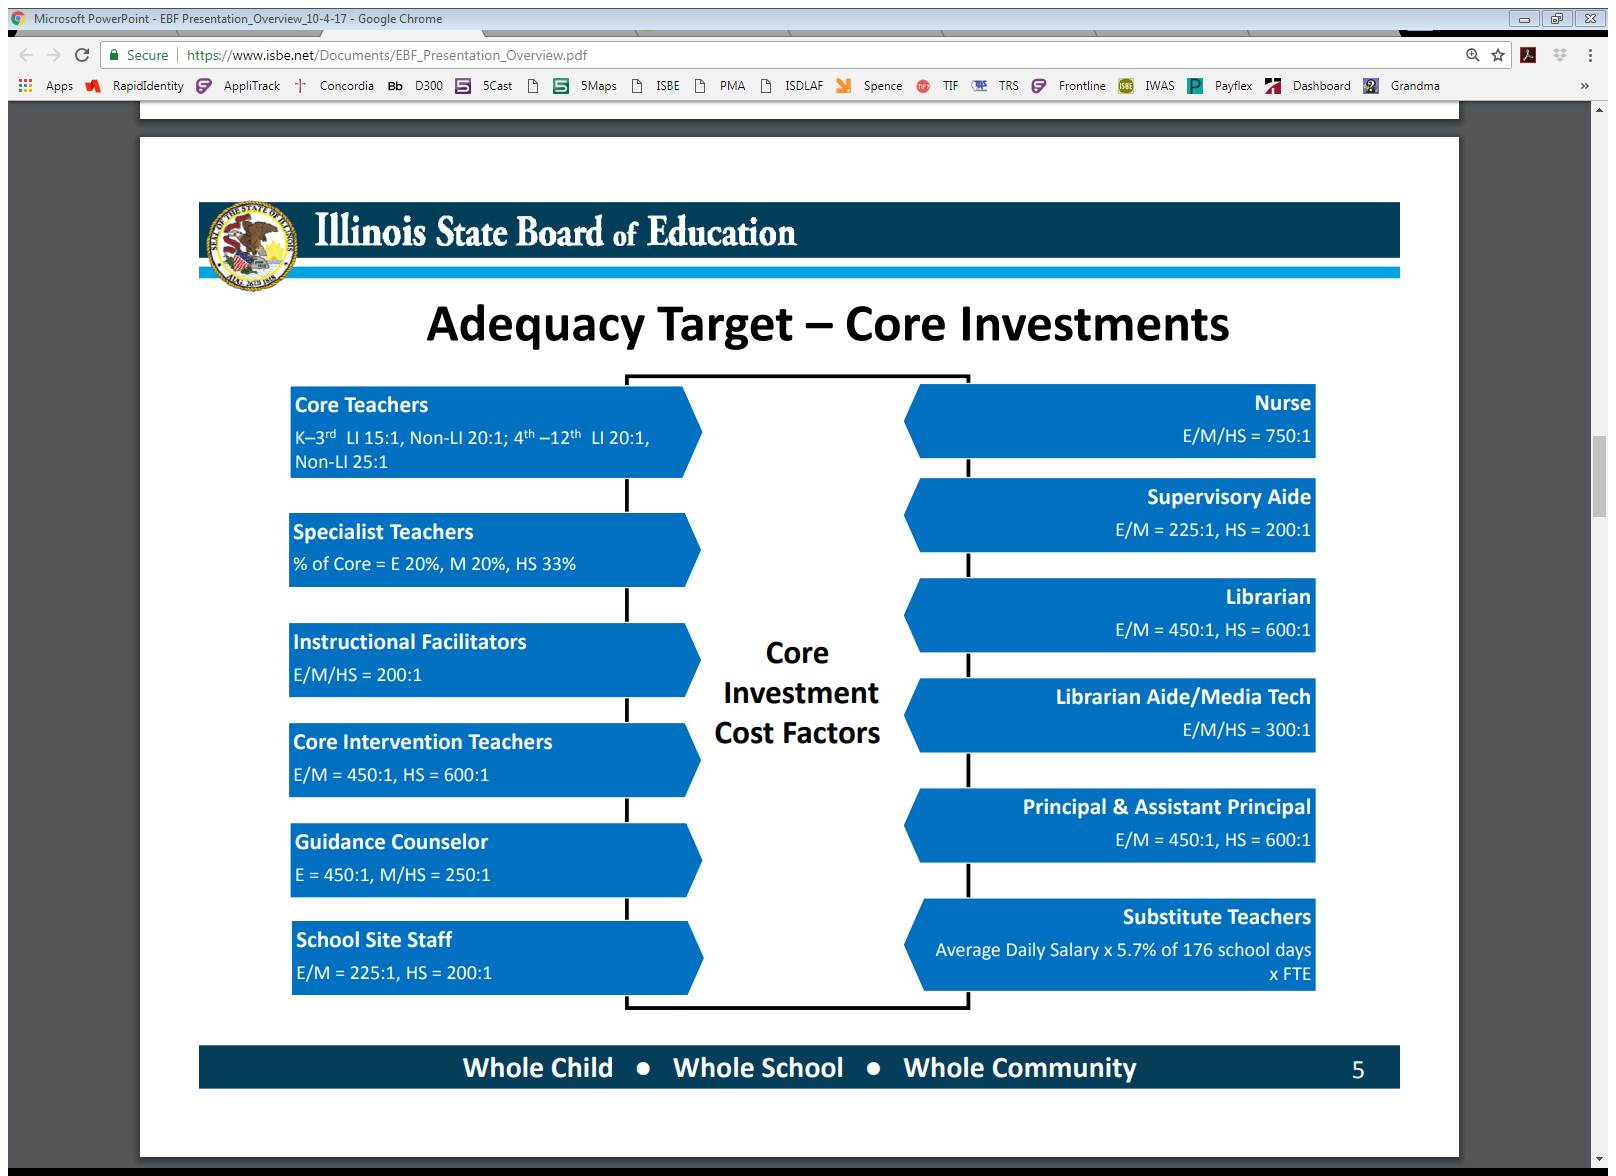 Microsoft PowerPoint - EBF Presentation_Overview_10-4-17 - Google Chrome
Secure https://www.isbe.net/Documents/EBF_Presentation_Overview.pdf
Apps RapidIdentity AppliTrack Concordia Bb D300 5Cast 5Maps ISBE PMA ISDLAF Spence TIF TRS Frontline IWAS Payflex Dashboard Grandma »
Illinois State Board of Education
Adequacy Target – Core Investments
Core Teachers
K–3rd LI 15:1, Non-LI 20:1; 4th –12th LI 20:1,
Non-LI 25:1
Specialist Teachers
% of Core = E 20%, M 20%, HS 33%
Instructional Facilitators
E/M/HS = 200:1
Core Intervention Teachers
E/M = 450:1, HS = 600:1
Guidance Counselor
E = 450:1, M/HS = 250:1
School Site Staff
E/M = 225:1, HS = 200:1
Core
Investment
Cost Factors
Nurse
E/M/HS = 750:1
Supervisory Aide
E/M = 225:1, HS = 200:1
Librarian
E/M = 450:1, HS = 600:1
Librarian Aide/Media Tech
E/M/HS = 300:1
Principal & Assistant Principal
E/M = 450:1, HS = 600:1
Substitute Teachers
Average Daily Salary x 5.7% of 176 school days
x FTE
Whole Child ● Whole School ● Whole Community 5